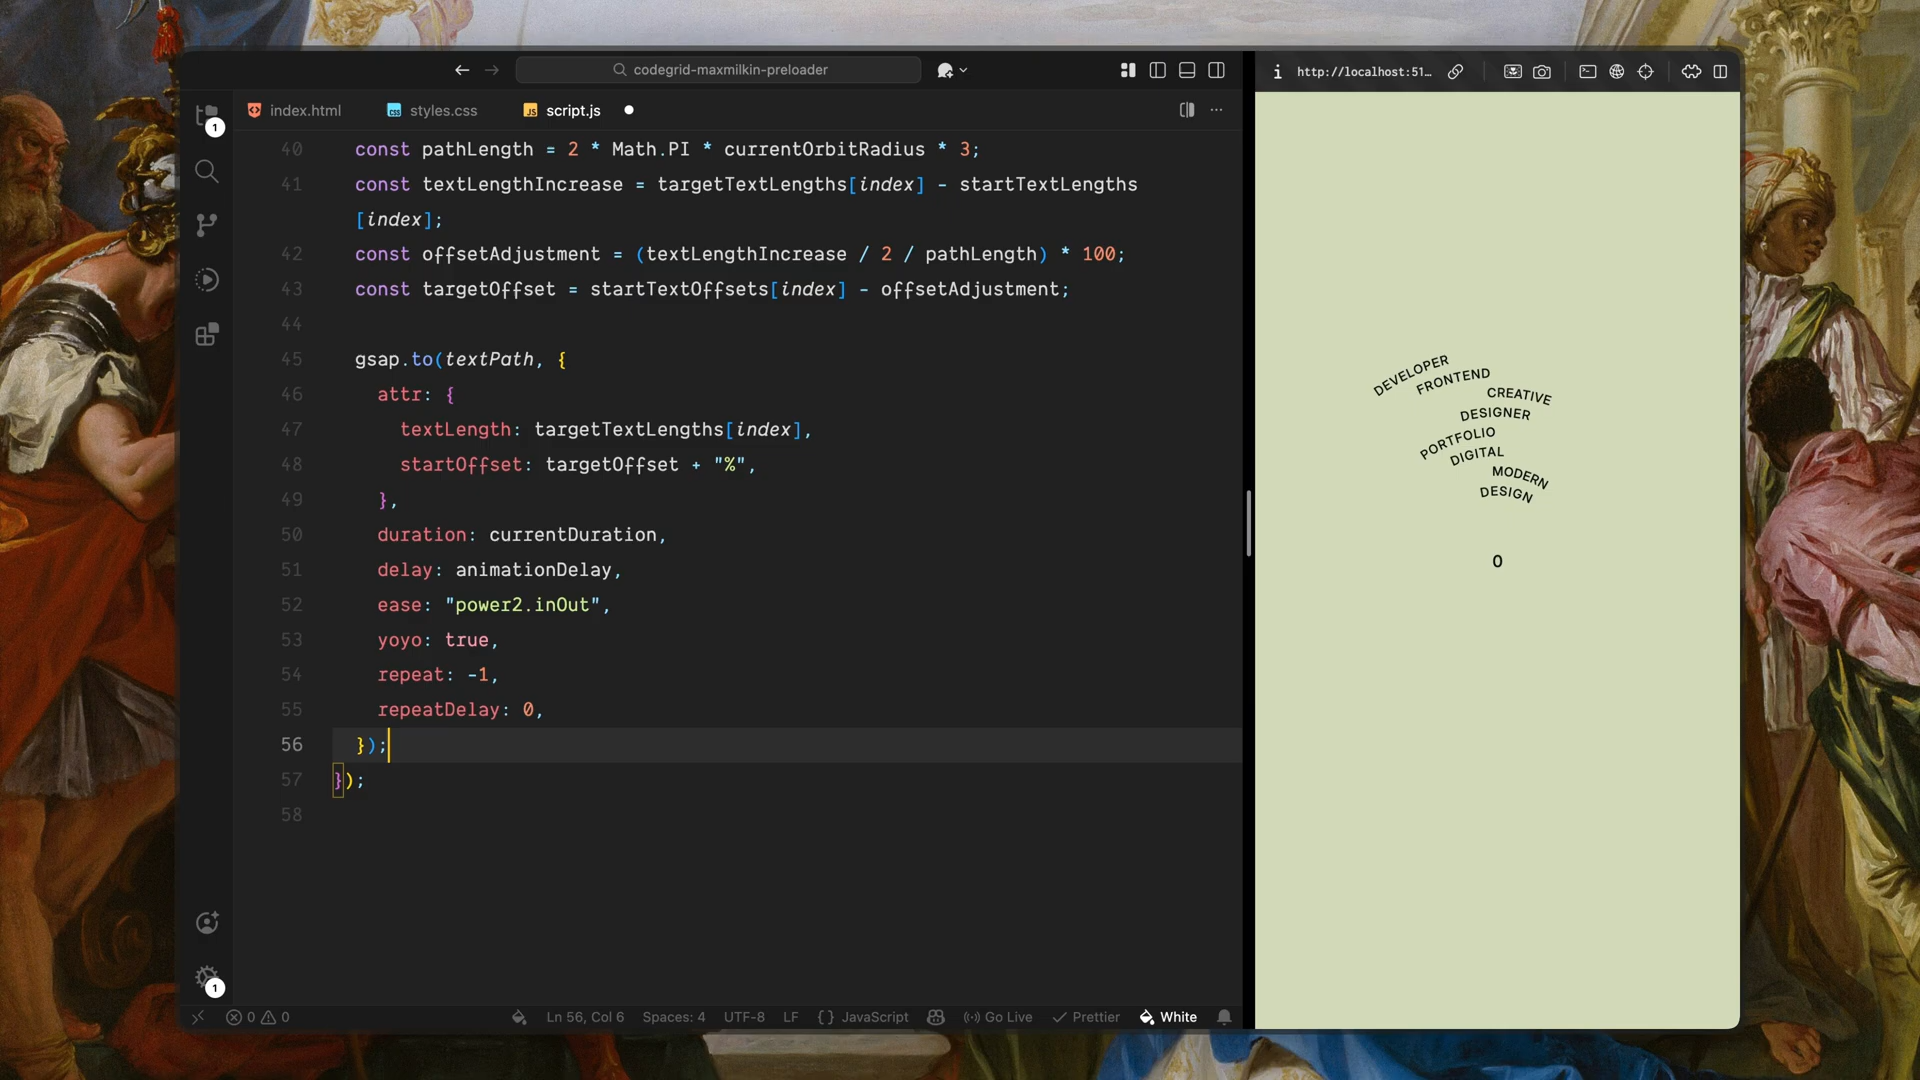 codegrid-maxmilkin-preloader
http://localhost:51…
1
index.html
styles.css
JS
script.js
40 const pathLength = 2 * Math.PI * currentOrbitRadius * 3;
41 const textLengthIncrease = targetTextLengths[index] - startTextLengths
[index];
42 const offsetAdjustment = (textLengthIncrease / 2 / pathLength) * 100;
43 const targetOffset = startTextOffsets[index] - offsetAdjustment;
44
45 gsap.to(textPath, {
46 attr: {
47 textLength: targetTextLengths[index],
48 startOffset: targetOffset + "%",
49 },
50 duration: currentDuration,
51 delay: animationDelay,
52 ease: "power2.inOut",
53 yoyo: true,
54 repeat: -1,
55 repeatDelay: 0,
56 });
57 });
58
1
0 0
Ln 56, Col 6
Spaces: 4
UTF-8
LF
{} JavaScript
Go Live
Prettier
White
DEVELOPER
FRONTEND
CREATIVE
DESIGNER
PORTFOLIO
DIGITAL
MODERN
DESIGN
0